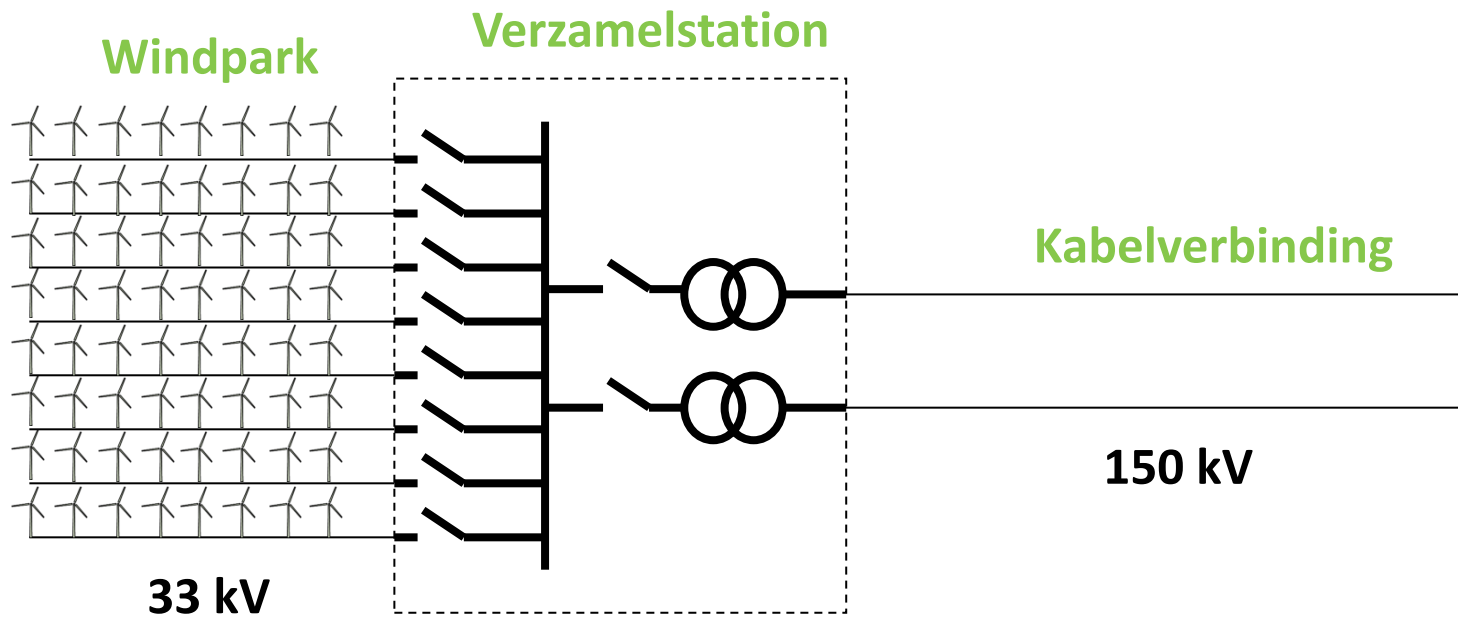 Windpark
Verzamelstation
Kabelverbinding
150 kV
33 kV